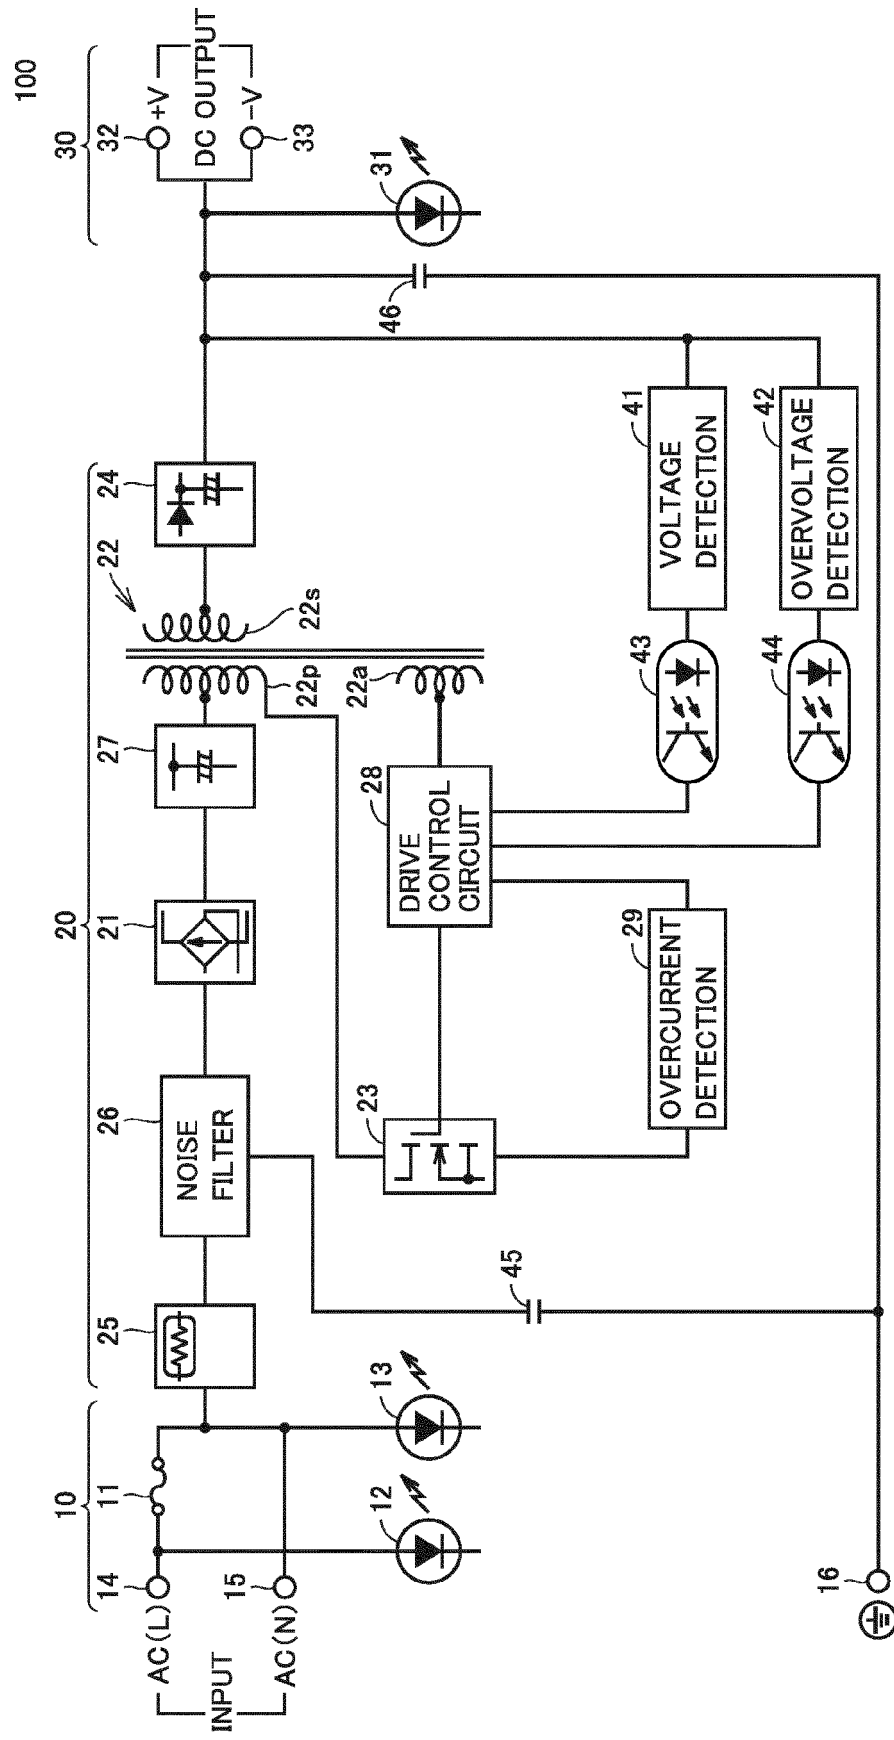 100
10
20
30
14
11
25
26
21
27
22
24
32
+V
AC(L)
INPUT
NOISE
FILTER
DC OUTPUT
15
AC(N)
22p
22s
-V
33
12
13
23
28
DRIVE
CONTROL
CIRCUIT
22a
46
31
45
29
OVERCURRENT
DETECTION
43
41
VOLTAGE
DETECTION
44
42
OVERVOLTAGE
DETECTION
16